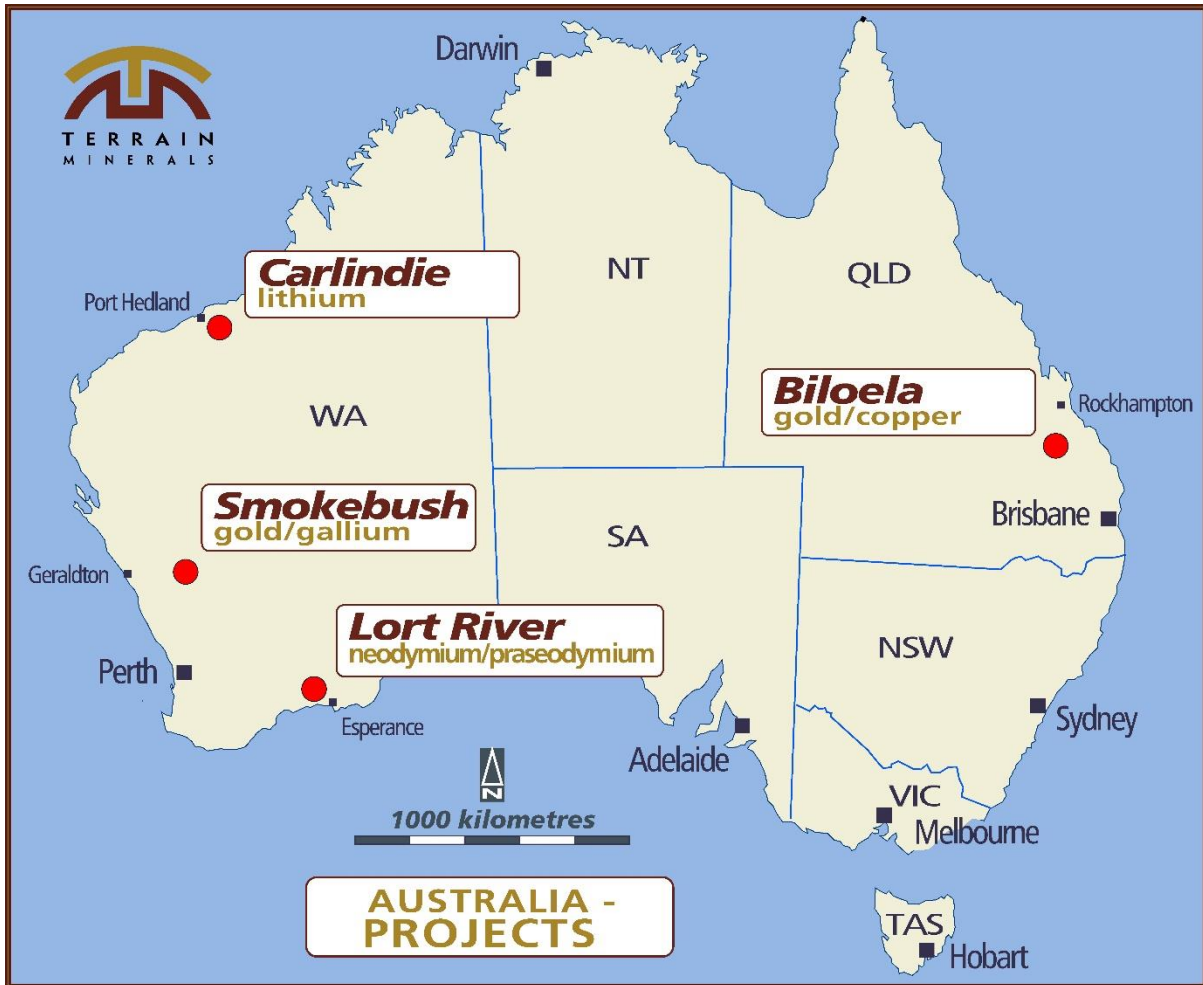 TERRAIN
MINERALS
Darwin
Carlindie
lithium
NT
QLD
Port Hedland
Biloela
gold/copper
Rockhampton
WA
Smokebush
gold/gallium
SA
Brisbane
Geraldton
Lort River
neodymium/praseodymium
NSW
Perth
Esperance
Sydney
Adelaide
N
1000 kilometres
VIC
Melbourne
AUSTRALIA -
PROJECTS
TAS
Hobart